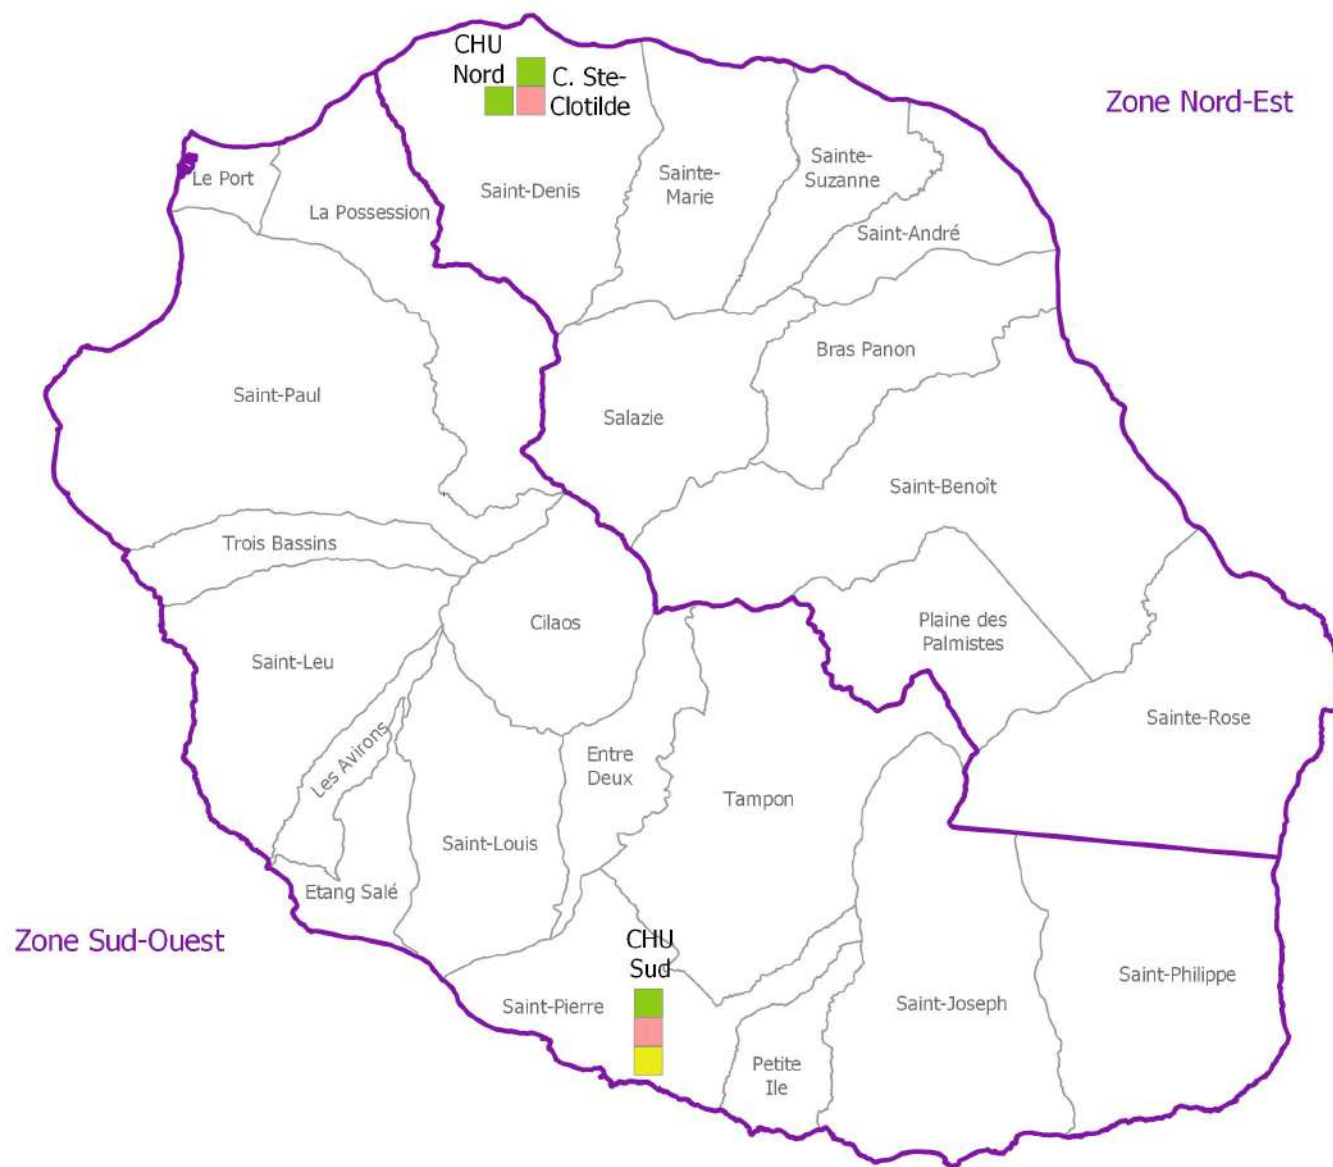 CHU
Nord
C. Ste-
Clotilde
Zone Nord-Est
Le Port
La Possession
Saint-Denis
Sainte-
Marie
Sainte-
Suzanne
Saint-André
Bras Panon
Saint-Paul
Salazie
Saint-Benoît
Trois Bassins
Cilaos
Plaine des
Palmistes
Saint-Leu
Sainte-Rose
Les Avirons
Entre
Deux
Tampon
Saint-Louis
Etang Salé
Zone Sud-Ouest
CHU
Sud
Saint-Pierre
Saint-Joseph
Saint-Philippe
Petite
Ile